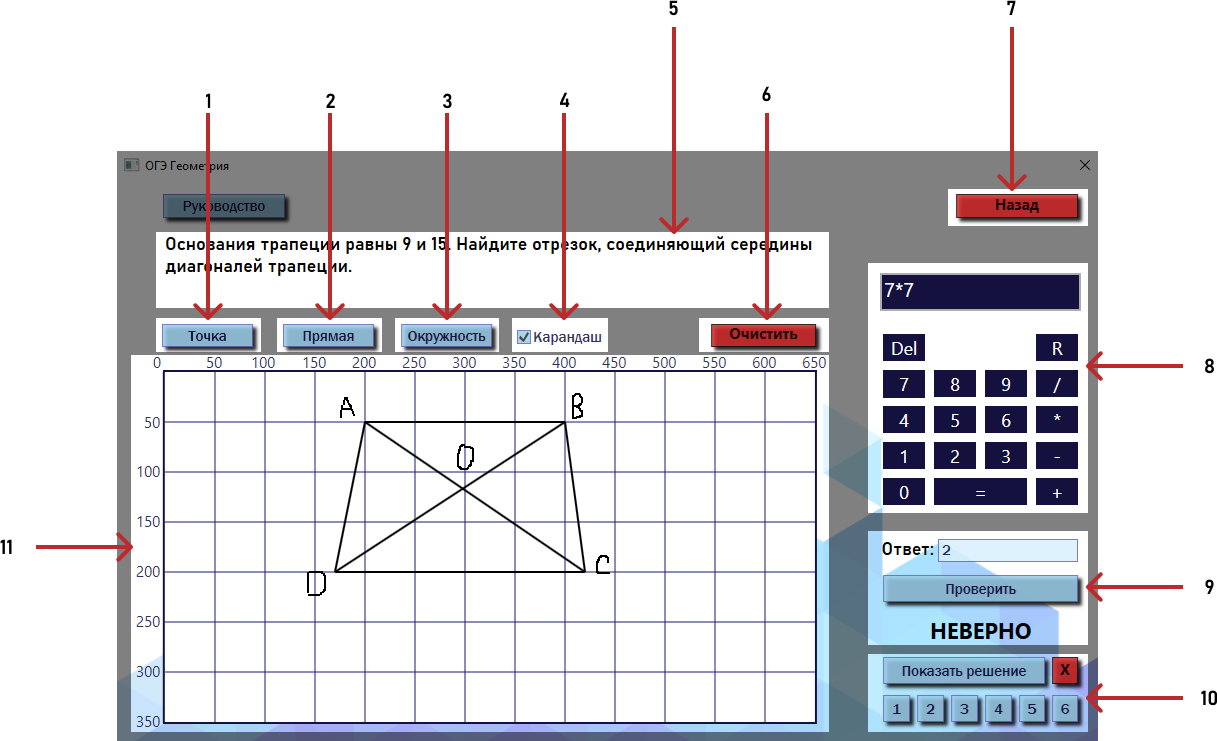 5
7
1
2
3
4
6
ОГЭ Геометрия
Руководство
Назад
Основания трапеции равны 9 и 15. Найдите отрезок, соединяющий середины
диагоналей трапеции.
7*7
Точка
Прямая
Окружность
Карандаш
Очистить
Del
R
8
0 50 100 150 200 250 300 350 400 450 500 550 600 650
7 8 9 /
A
B
50
4 5 6 *
O
100
1 2 3 -
150
0 = +
11
Ответ: 2
C
200
D
Проверить
9
250
НЕВЕРНО
300
Показать решение
X
10
350
1 2 3 4 5 6